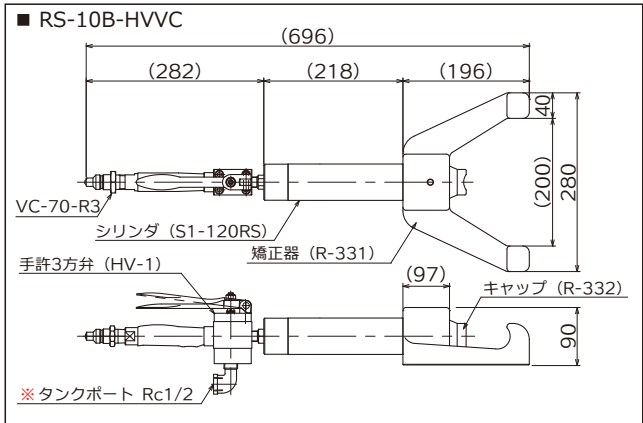 ■ RS-10B-HVVC
(696)
(282)
(218)
(196)
40
(200)
280
VC-70-R3
シリンダ（S1-120RS）
矯正器（R-331）
手許3方弁（HV-1）
(97)
キャップ（R-332）
90
※タンクポート Rc1/2